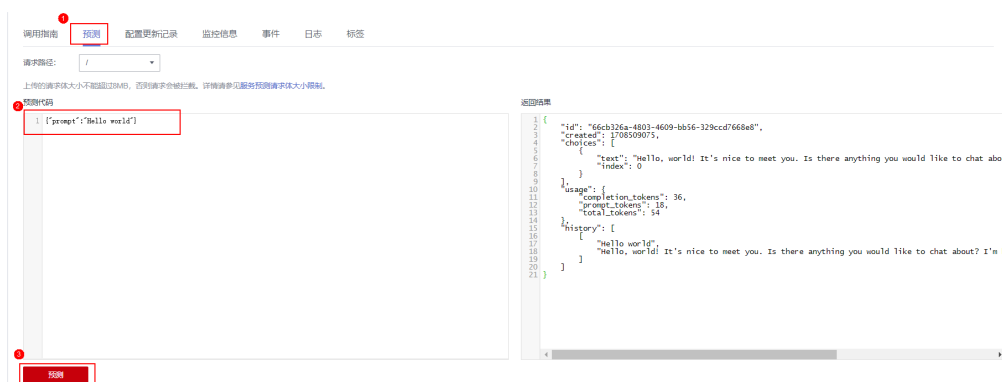 1
调用指南 预测 配置更新记录 监控信息 事件 日志 标签
请求路径: /
上传的请求体大小不能超过8MB，否则请求会被拦截。详情请参见服务预测请求体大小限制。
2
预测代码
1 {"prompt":"Hello world"}
返回结果
1 {
2 "id": "66cb326a-4803-4609-bb56-329ccd7668e8",
3 "created": 1708509075,
4 "choices": [
5 {
6 "text": "Hello, world! It's nice to meet you. Is there anything you would like to chat abo
7 "index": 0
8 }
9 ],
10 "usage": {
11 "completion_tokens": 36,
12 "prompt_tokens": 18,
13 "total_tokens": 54
14 },
15 "history": [
16 [
17 "Hello world",
18 "Hello, world! It's nice to meet you. Is there anything you would like to chat about? I'm
19 ]
20 ]
21 }
3
预测